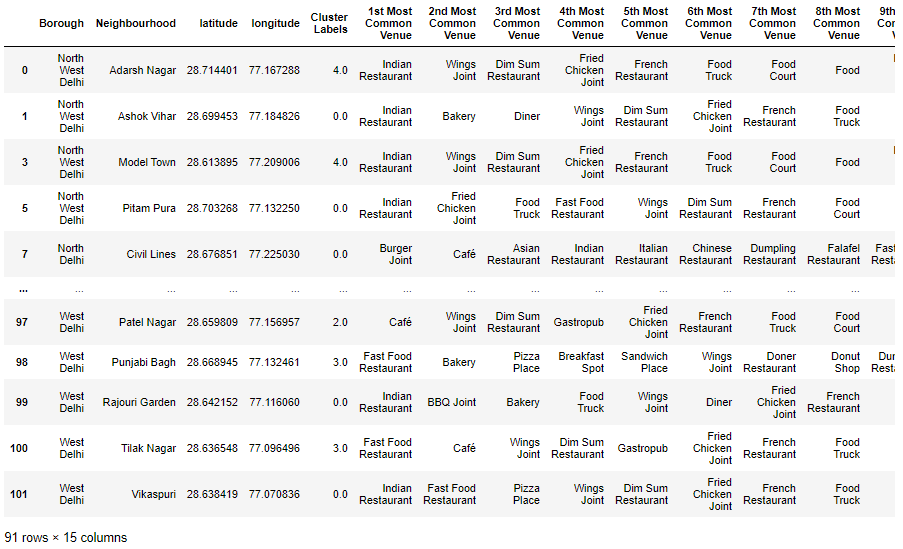 Borough Neighbourhood latitude longitude Cluster Labels 1st Most Common Venue 2nd Most Common Venue 3rd Most Common Venue 4th Most Common Venue 5th Most Common Venue 6th Most Common Venue 7th Most Common Venue 8th Most Common Venue 9th
0 North West Delhi Adarsh Nagar 28.714401 77.167288 4.0 Indian Restaurant Wings Joint Dim Sum Restaurant Fried Chicken Joint French Restaurant Food Truck Food Court Food
1 North West Delhi Ashok Vihar 28.699453 77.184826 0.0 Indian Restaurant Bakery Diner Wings Joint Dim Sum Restaurant Fried Chicken Joint French Restaurant Food Truck
3 North West Delhi Model Town 28.613895 77.209006 4.0 Indian Restaurant Wings Joint Dim Sum Restaurant Fried Chicken Joint French Restaurant Food Truck Food Court Food
5 North West Delhi Pitam Pura 28.703268 77.132250 0.0 Indian Restaurant Fried Chicken Joint Food Truck Fast Food Restaurant Wings Joint Dim Sum Restaurant French Restaurant Food Court
7 North Delhi Civil Lines 28.676851 77.225030 0.0 Burger Joint Café Asian Restaurant Indian Restaurant Italian Restaurant Chinese Restaurant Dumpling Restaurant Falafel Restaurant Fast
... ... ... ... ... ... ... ... ... ... ... ... ... ...
97 West Delhi Patel Nagar 28.659809 77.156957 2.0 Café Wings Joint Dim Sum Restaurant Gastropub Fried Chicken Joint French Restaurant Food Truck Food Court
98 West Delhi Punjabi Bagh 28.668945 77.132461 3.0 Fast Food Restaurant Bakery Pizza Place Breakfast Spot Sandwich Place Wings Joint Doner Restaurant Donut Shop
99 West Delhi Rajouri Garden 28.642152 77.116060 0.0 Indian Restaurant BBQ Joint Bakery Food Truck Wings Joint Diner Fried Chicken Joint French Restaurant
100 West Delhi Tilak Nagar 28.636548 77.096496 3.0 Fast Food Restaurant Café Wings Joint Dim Sum Restaurant Gastropub Fried Chicken Joint French Restaurant Food Truck
101 West Delhi Vikaspuri 28.638419 77.070836 0.0 Indian Restaurant Fast Food Restaurant Pizza Place Wings Joint Dim Sum Restaurant Fried Chicken Joint French Restaurant Food Truck
91 rows × 15 columns